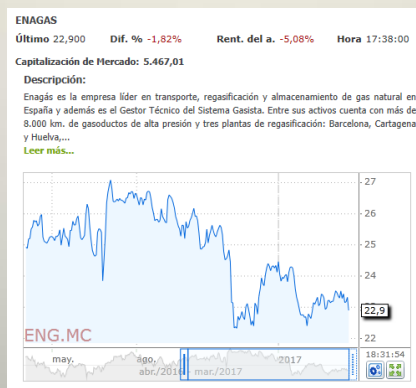 ENAGAS
Último 22,900 Dif. % -1,82% Rent. del a. -5,08% Hora 17:38:00
Capitalización de Mercado: 5.467,01
Descripción:
Enagás es la empresa líder en transporte, regasificación y almacenamiento de gas natural en
España y además es el Gestor Técnico del Sistema Gasista. Entre sus activos cuenta con más de
8.000 km. de gasoductos de alta presión y tres plantas de regasificación: Barcelona, Cartagena
y Huelva,...
Leer más...
27
26
25
24
23
22,9
22
ENG.MC
may. ago. 2017
abr./2016 mar./2017
18:31:54